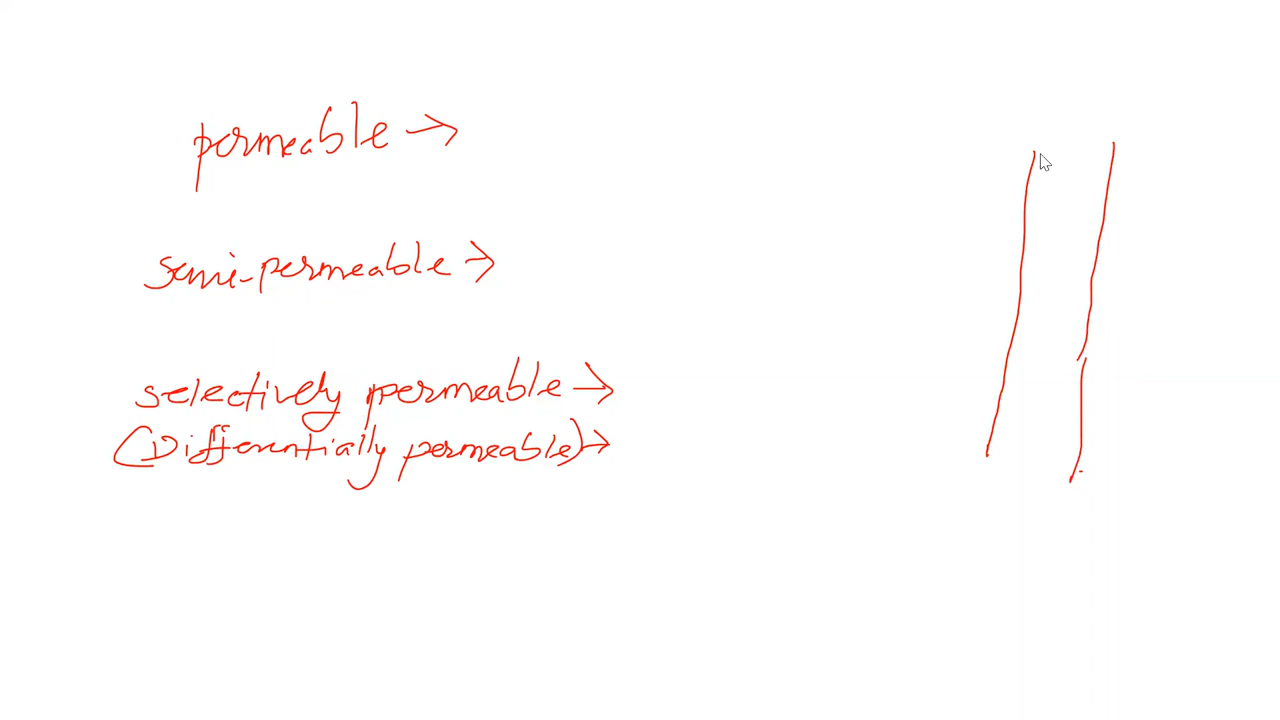 permeable →
semi-permeable →
selectively permeable →
(Differentially permeable) →